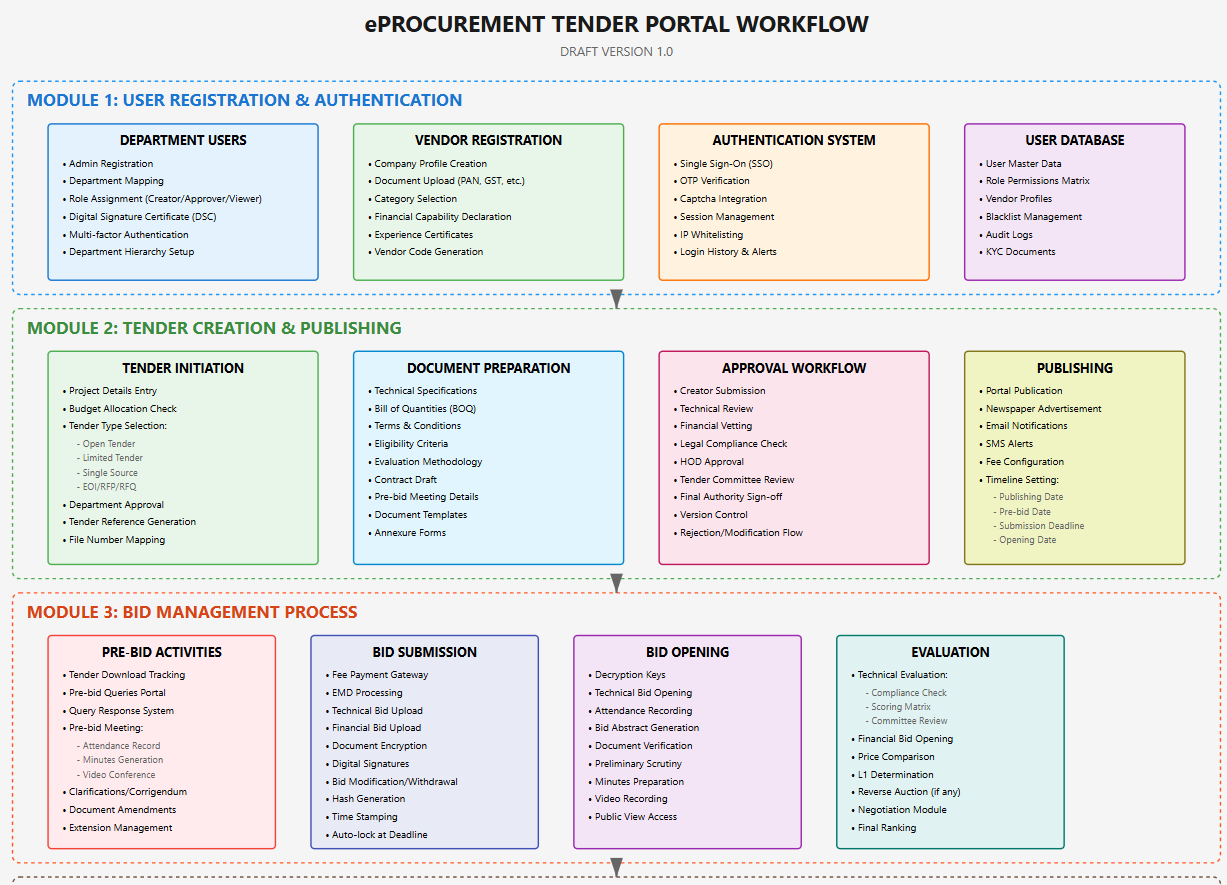 ePROCUREMENT TENDER PORTAL WORKFLOW
DRAFT VERSION 1.0
MODULE 1: USER REGISTRATION & AUTHENTICATION
DEPARTMENT USERS
• Admin Registration
• Department Mapping
• Role Assignment (Creator/Approver/Viewer)
• Digital Signature Certificate (DSC)
• Multi-factor Authentication
• Department Hierarchy Setup
VENDOR REGISTRATION
• Company Profile Creation
• Document Upload (PAN, GST, etc.)
• Category Selection
• Financial Capability Declaration
• Experience Certificates
• Vendor Code Generation
AUTHENTICATION SYSTEM
• Single Sign-On (SSO)
• OTP Verification
• Captcha Integration
• Session Management
• IP Whitelisting
• Login History & Alerts
USER DATABASE
• User Master Data
• Role Permissions Matrix
• Vendor Profiles
• Blacklist Management
• Audit Logs
• KYC Documents
MODULE 2: TENDER CREATION & PUBLISHING
TENDER INITIATION
• Project Details Entry
• Budget Allocation Check
• Tender Type Selection:
- Open Tender
- Limited Tender
- Single Source
- EOI/RFP/RFQ
• Department Approval
• Tender Reference Generation
• File Number Mapping
DOCUMENT PREPARATION
• Technical Specifications
• Bill of Quantities (BOQ)
• Terms & Conditions
• Eligibility Criteria
• Evaluation Methodology
• Contract Draft
• Pre-bid Meeting Details
• Document Templates
• Annexure Forms
APPROVAL WORKFLOW
• Creator Submission
• Technical Review
• Financial Vetting
• Legal Compliance Check
• HOD Approval
• Tender Committee Review
• Final Authority Sign-off
• Version Control
• Rejection/Modification Flow
PUBLISHING
• Portal Publication
• Newspaper Advertisement
• Email Notifications
• SMS Alerts
• Fee Configuration
• Timeline Setting:
- Publishing Date
- Pre-bid Date
- Submission Deadline
- Opening Date
MODULE 3: BID MANAGEMENT PROCESS
PRE-BID ACTIVITIES
• Tender Download Tracking
• Pre-bid Queries Portal
• Query Response System
• Pre-bid Meeting:
- Attendance Record
- Minutes Generation
- Video Conference
• Clarifications/Corrigendum
• Document Amendments
• Extension Management
BID SUBMISSION
• Fee Payment Gateway
• EMD Processing
• Technical Bid Upload
• Financial Bid Upload
• Document Encryption
• Digital Signatures
• Bid Modification/Withdrawal
• Hash Generation
• Time Stamping
• Auto-lock at Deadline
BID OPENING
• Decryption Keys
• Technical Bid Opening
• Attendance Recording
• Bid Abstract Generation
• Document Verification
• Preliminary Scrutiny
• Minutes Preparation
• Video Recording
• Public View Access
EVALUATION
• Technical Evaluation:
- Compliance Check
- Scoring Matrix
- Committee Review
• Financial Bid Opening
• Price Comparison
• L1 Determination
• Reverse Auction (if any)
• Negotiation Module
• Final Ranking